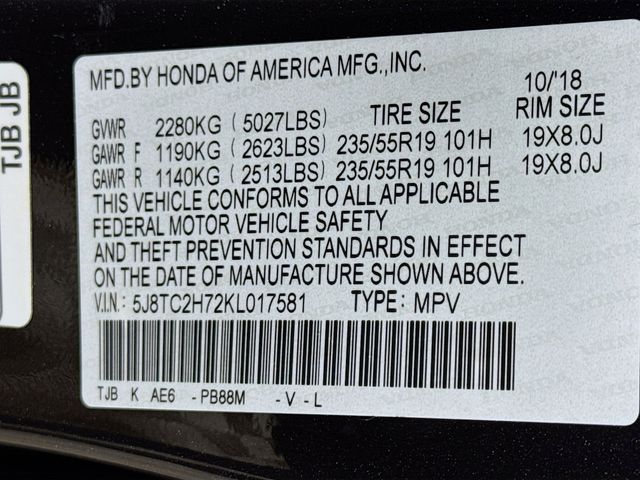 TJB JB
MFD.BY HONDA OF AMERICA MFG.,INC. 10/'18
GVWR 2280KG ( 5027LBS) TIRE SIZE RIM SIZE
GAWR F 1190KG ( 2623LBS) 235/55R19 101H 19X8.0J
GAWR R 1140KG ( 2513LBS) 235/55R19 101H 19X8.0J
THIS VEHICLE CONFORMS TO ALL APPLICABLE
FEDERAL MOTOR VEHICLE SAFETY
AND THEFT PREVENTION STANDARDS IN EFFECT
ON THE DATE OF MANUFACTURE SHOWN ABOVE.
V.I.N.: 5J8TC2H72KL017581 TYPE: MPV
TJB K AE6 -PB88M -V-L